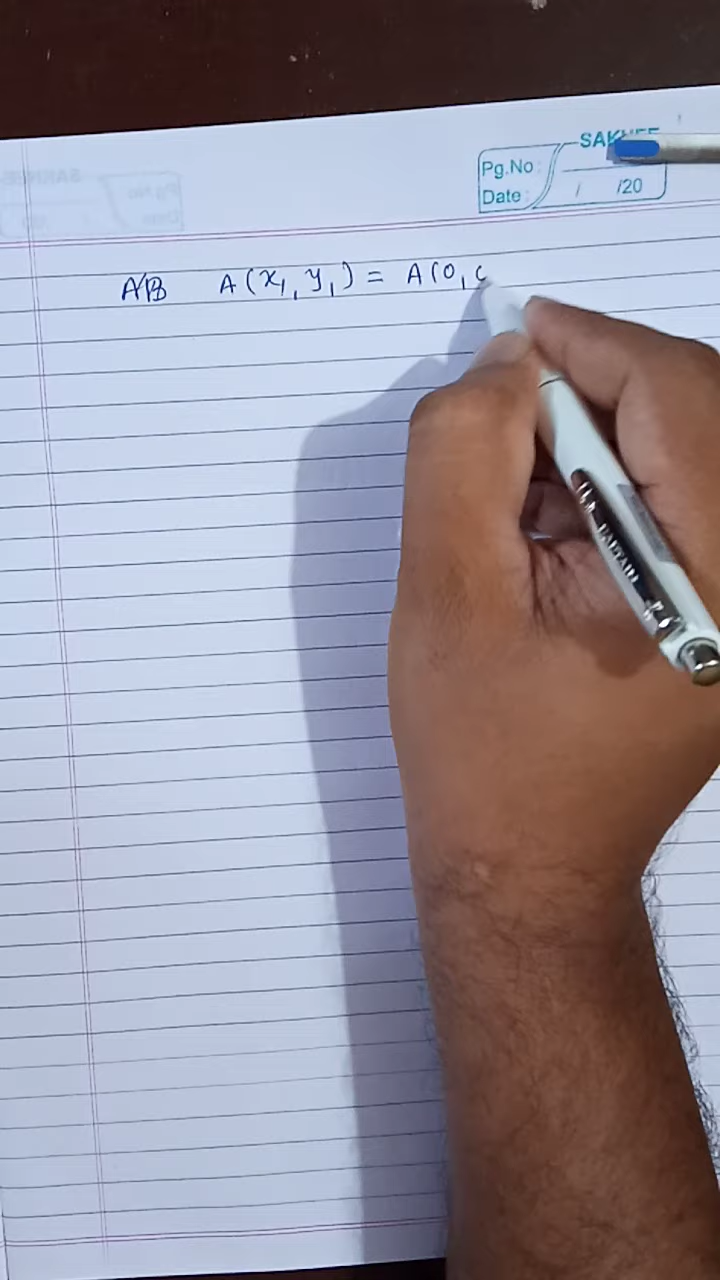 SAKHEE
Pg.No :
Date : / /20
AB A(x₁, y₁) = A(0,